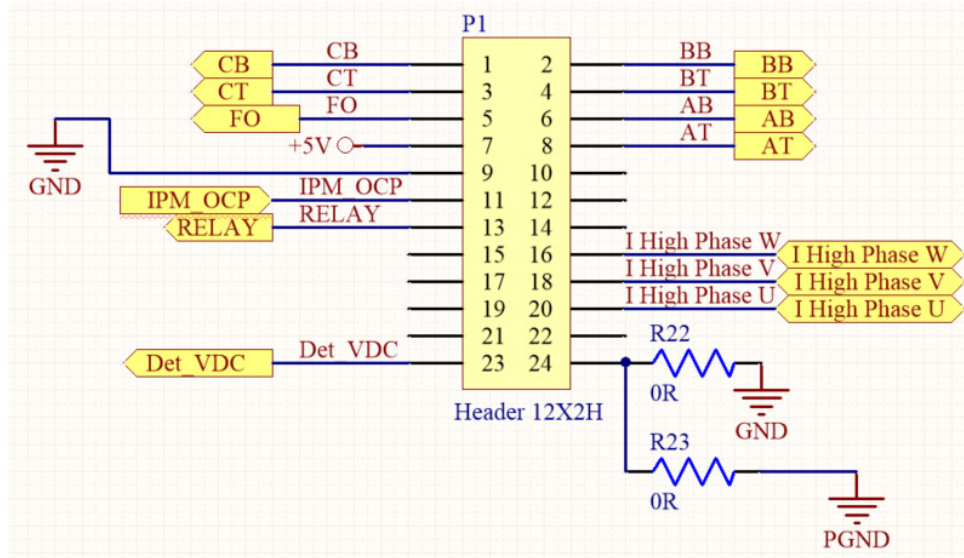 P1
CB CB 1 2 BB BB
CT CT 3 4 BT BT
FO FO 5 6 AB AB
+5V 7 8 AT AT
GND 9 10
IPM_OCP IPM_OCP 11 12
RELAY RELAY 13 14
15 16 I High Phase W I High Phase W
17 18 I High Phase V I High Phase V
19 20 I High Phase U I High Phase U
21 22
Det_VDC Det_VDC 23 24 R22
Header 12X2H 0R
GND
R23
0R
PGND